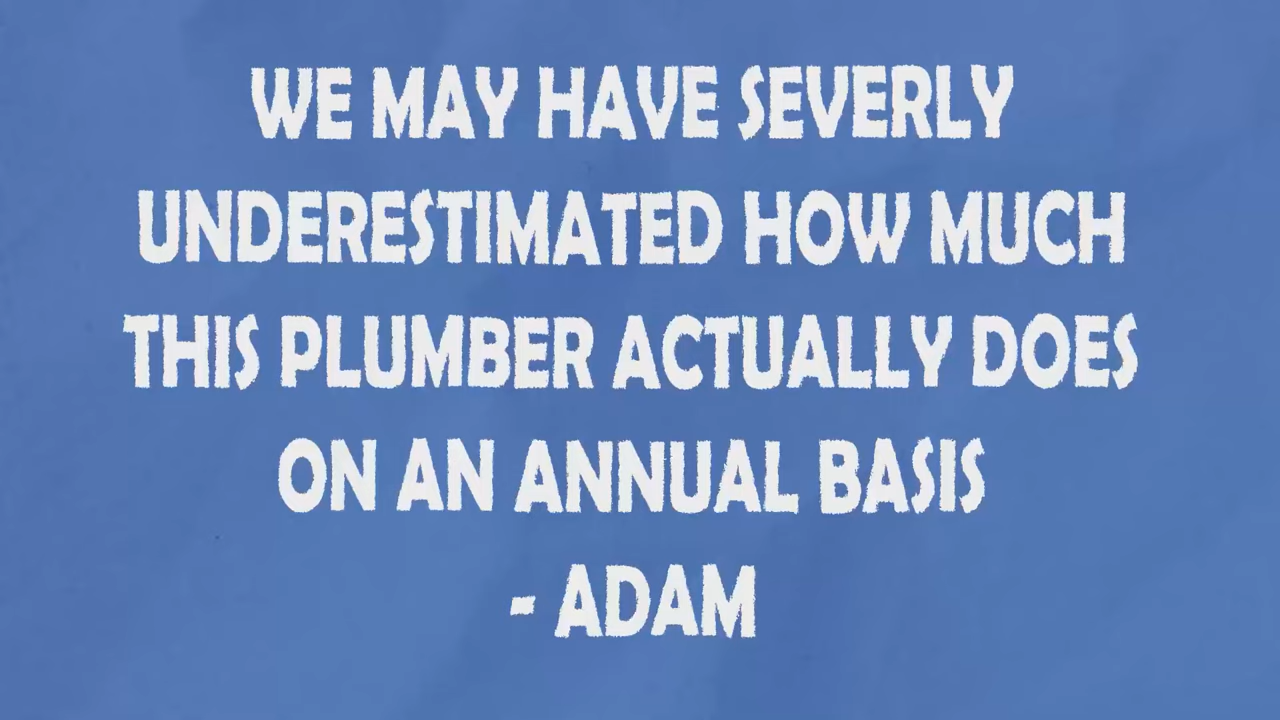 WE MAY HAVE SEVERLY
UNDERESTIMATED HOW MUCH
THIS PLUMBER ACTUALLY DOES
ON AN ANNUAL BASIS
- ADAM